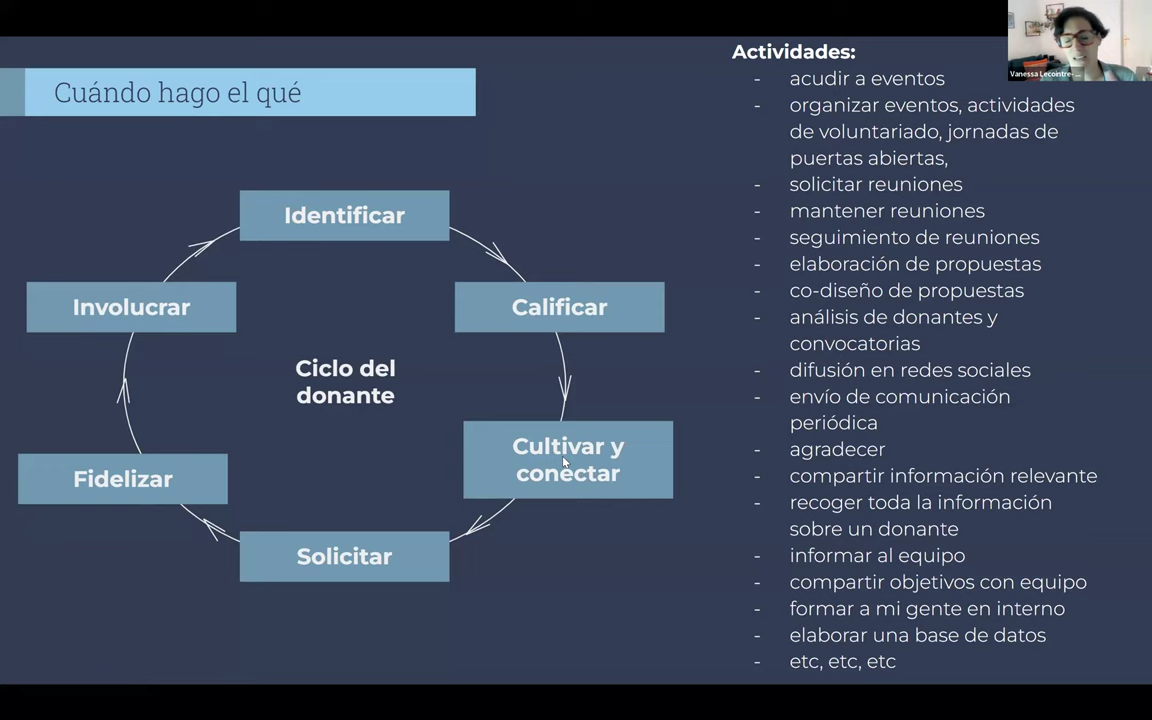 Cuándo hago el qué
Identificar
Involucrar
Calificar
Ciclo del
donante
Cultivar y
conectar
Fidelizar
Solicitar
Actividades:
- acudir a eventos
- organizar eventos, actividades
de voluntariado, jornadas de
puertas abiertas,
- solicitar reuniones
- mantener reuniones
- seguimiento de reuniones
- elaboración de propuestas
- co-diseño de propuestas
- análisis de donantes y
convocatorias
- difusión en redes sociales
- envío de comunicación
periódica
- agradecer
- compartir información relevante
- recoger toda la información
sobre un donante
- informar al equipo
- compartir objetivos con equipo
- formar a mi gente en interno
- elaborar una base de datos
- etc, etc, etc
Vanessa Lecointre- ...